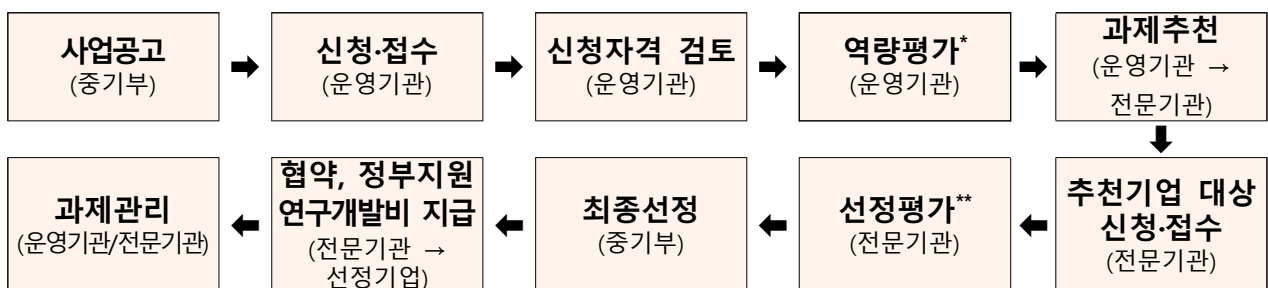 사업공고
(중기부)
신청·접수
(운영기관)
신청자격 검토
(운영기관)
역량평가*
(운영기관)
과제추천
(운영기관 →
전문기관)
추천기업 대상
신청·접수
(전문기관)
선정평가**
(전문기관)
최종선정
(중기부)
협약, 정부지원
연구개발비 지급
(전문기관 →
선정기업)
과제관리
(운영기관/전문기관)